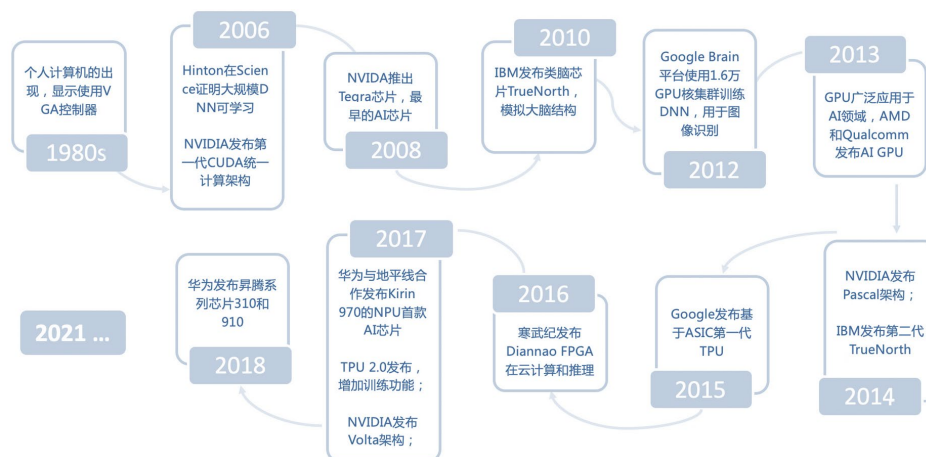 1980s
个人计算机的出
现，显示使用V
GA控制器
2006
Hinton在Scien
ce证明大规模D
NN可学习
NVIDIA发布第
一代CUDA统一
计算架构
2008
NVIDA推出
Tegra芯片，最
早的AI芯片
2010
IBM发布类脑芯
片TrueNorth，
模拟大脑结构
2012
Google Brain
平台使用1.6万
GPU核集群训练
DNN，用于图
像识别
2013
GPU广泛应用于
AI领域，AMD
和Qualcomm
发布AI GPU
2014
NVIDIA发布
Pascal架构；
IBM发布第二代
TrueNorth
2015
Google发布基
于ASIC第一代
TPU
2016
寒武纪发布
Diannao FPGA
在云计算和推理
2017
华为与地平线合
作发布Kirin
970的NPU首款
AI芯片
TPU 2.0发布，
增加训练功能；
NVIDIA发布
Volta架构；
2018
华为发布昇腾系
列芯片310和
910
2021 ...